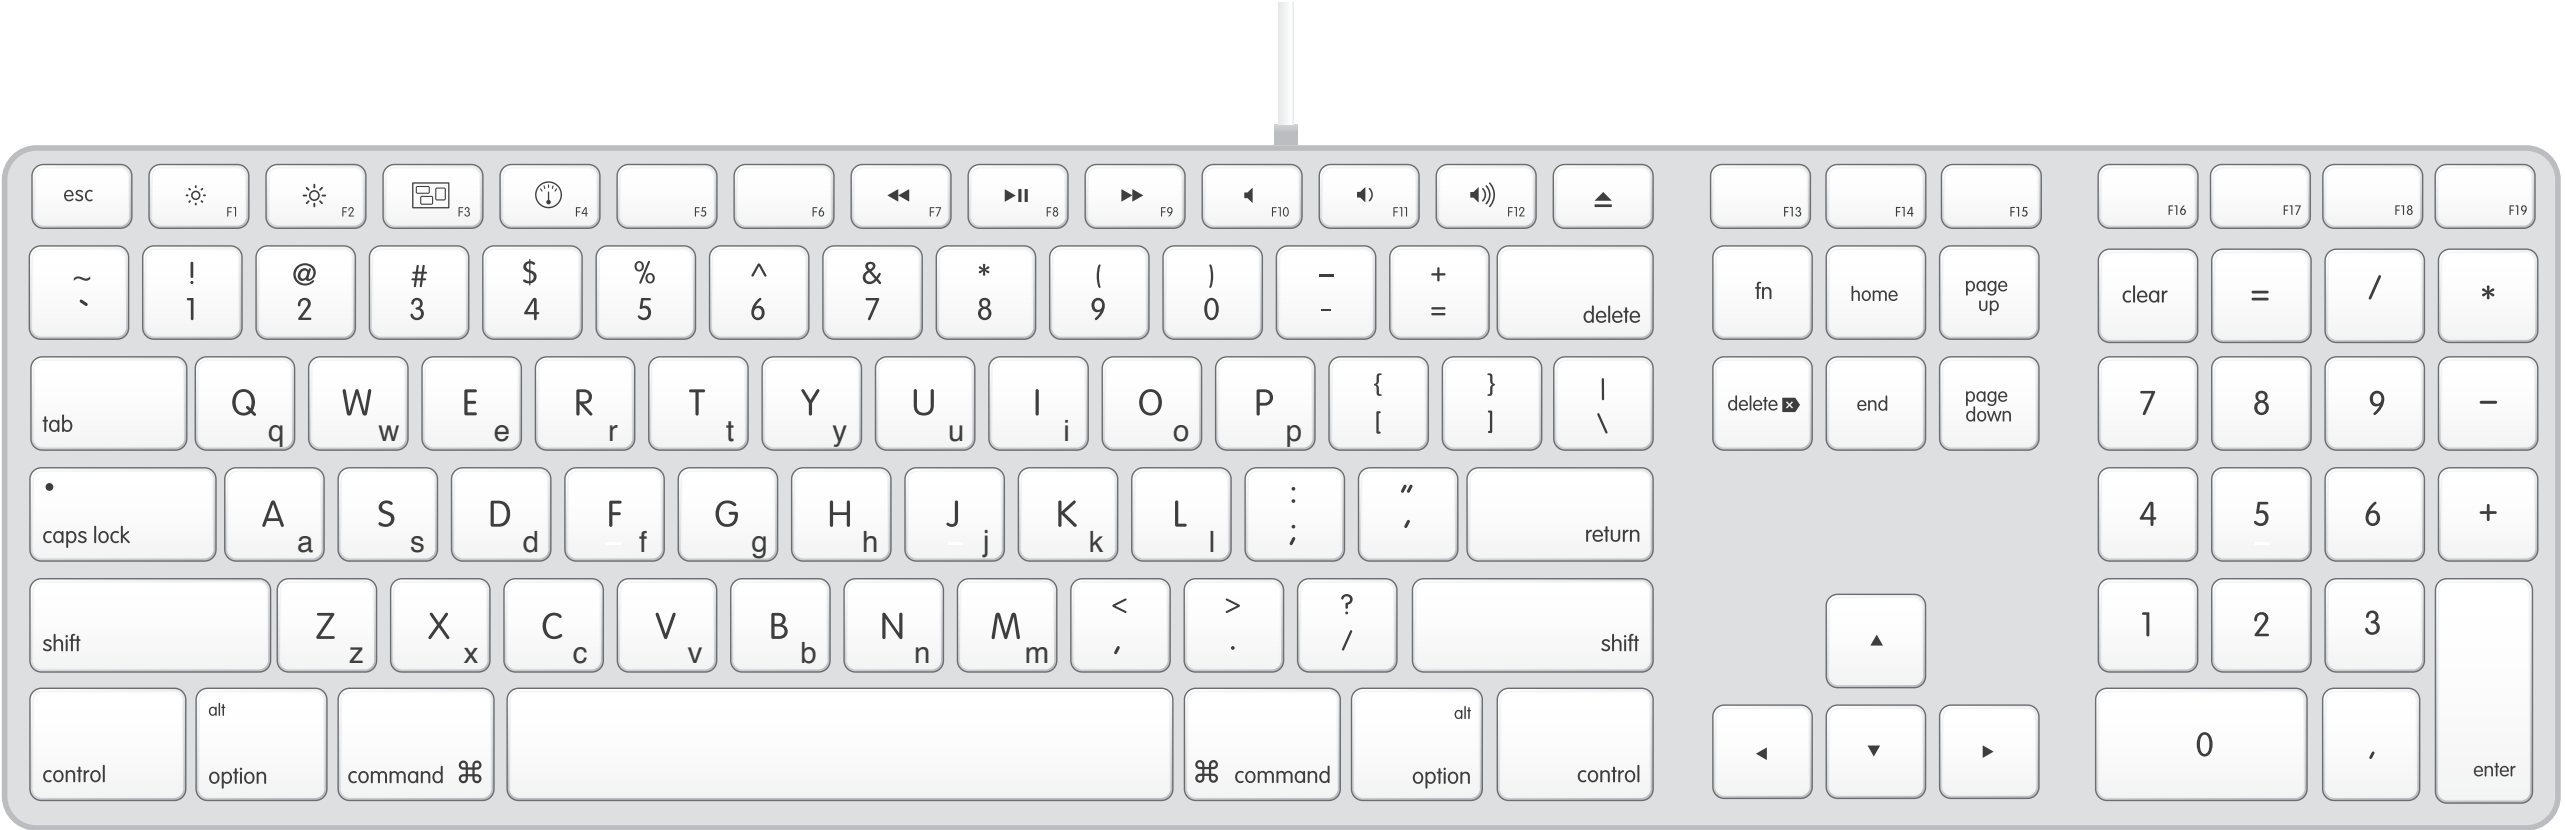 esc F1 F2 F3 F4 F5 F6 F7 F8 F9 F10 F11 F12 F13 F14 F15 F16 F17 F18 F19
~ ! @ # $ % ^ & * ( ) – +
` 1 2 3 4 5 6 7 8 9 0 - = delete fn home page up clear = / *
tab Q q W w E e R r T t Y y U u I i O o P p { [ } ] | \ delete end page down 7 8 9 –
caps lock A a S s D d F f G g H h J j K k L l : ; " ' return 4 5 6 +
shift Z z X x C c V v B b N n M m < , > . ? / shift 1 2 3
alt alt
control option command ⌘ ⌘ command option control 0 , enter